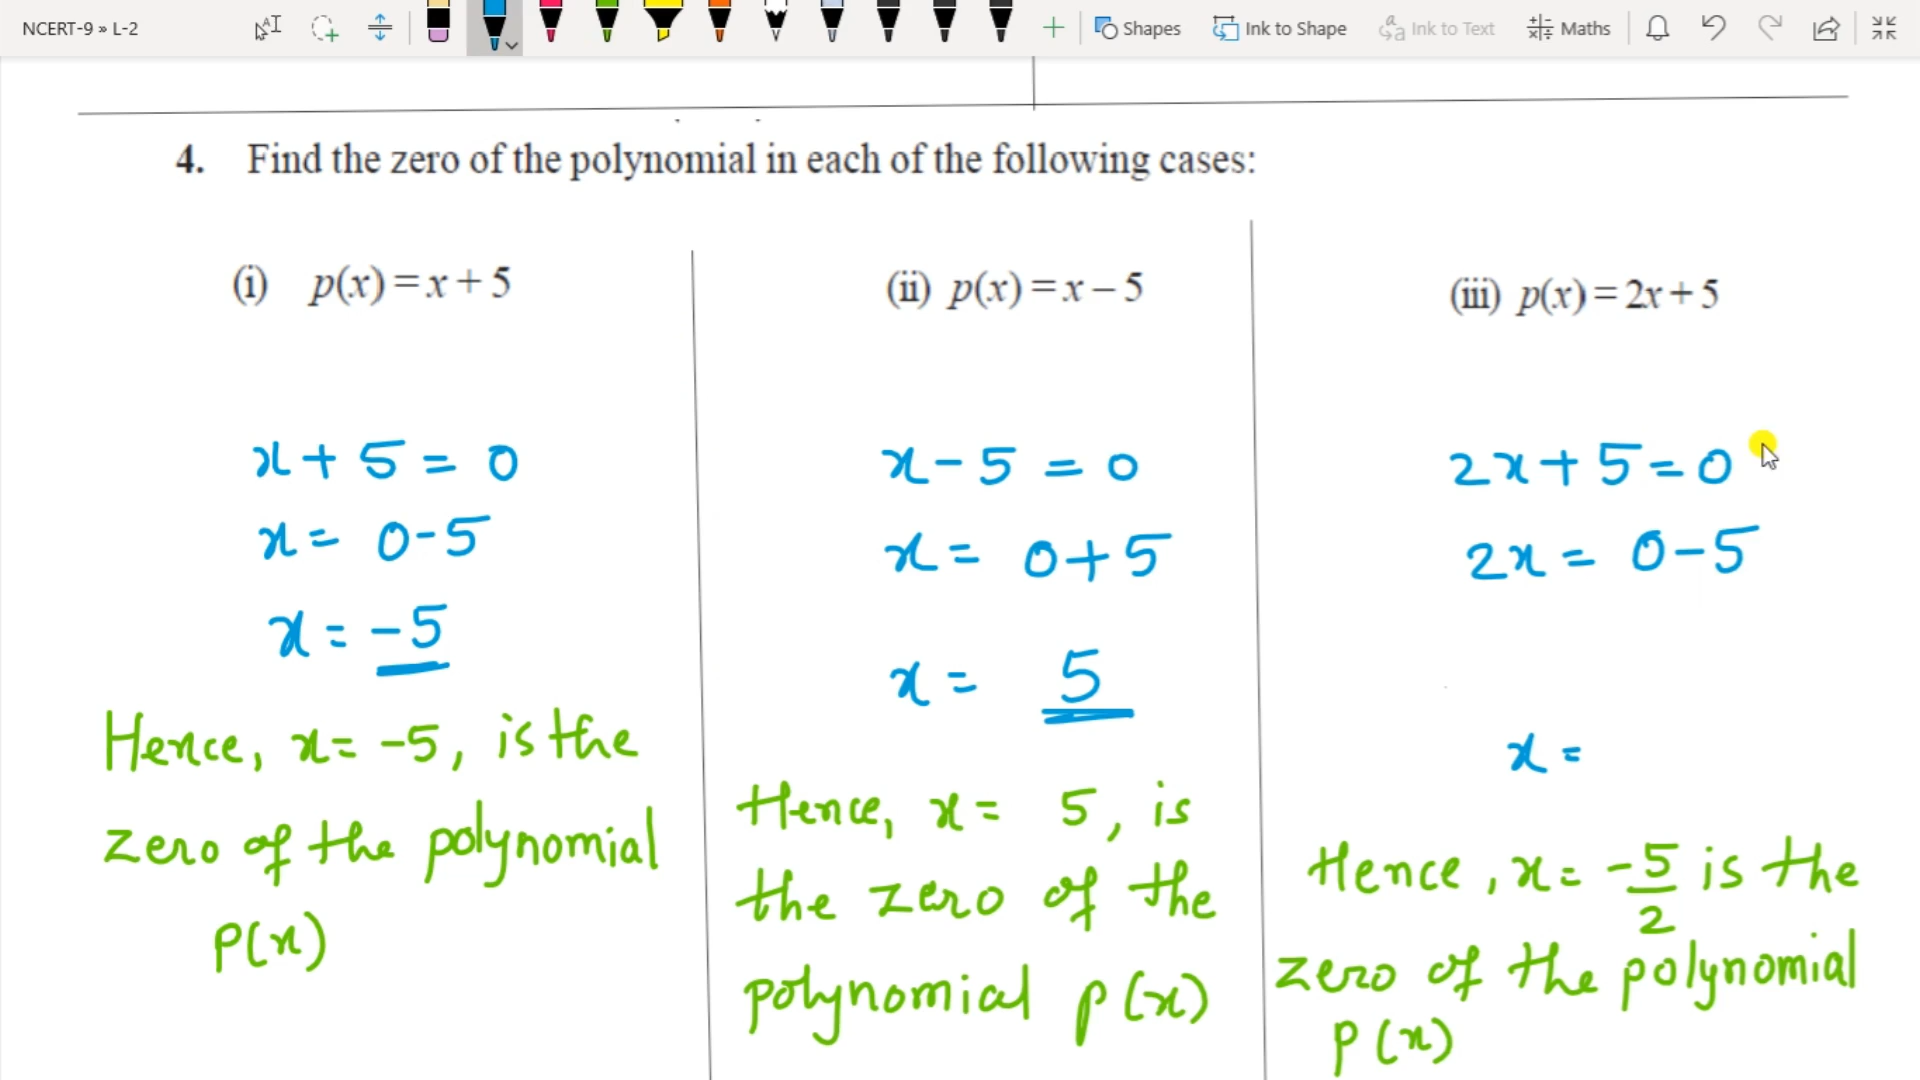 NCERT-9 » L-2
Shapes
Ink to Shape
Ink to Text
Maths
4. Find the zero of the polynomial in each of the following cases:
(i) p(x) = x + 5
x + 5 = 0
x = 0-5
x = -5
Hence, x = -5, is the
zero of the polynomial
P(x)
(ii) p(x) = x – 5
x - 5 = 0
x = 0+5
x = 5
Hence, x = 5, is
the zero of the
polynomial p(x)
(iii) p(x) = 2x + 5
2x + 5 = 0
2x = 0-5
x =
Hence, x = -5/2 is the
zero of the polynomial
P(x)